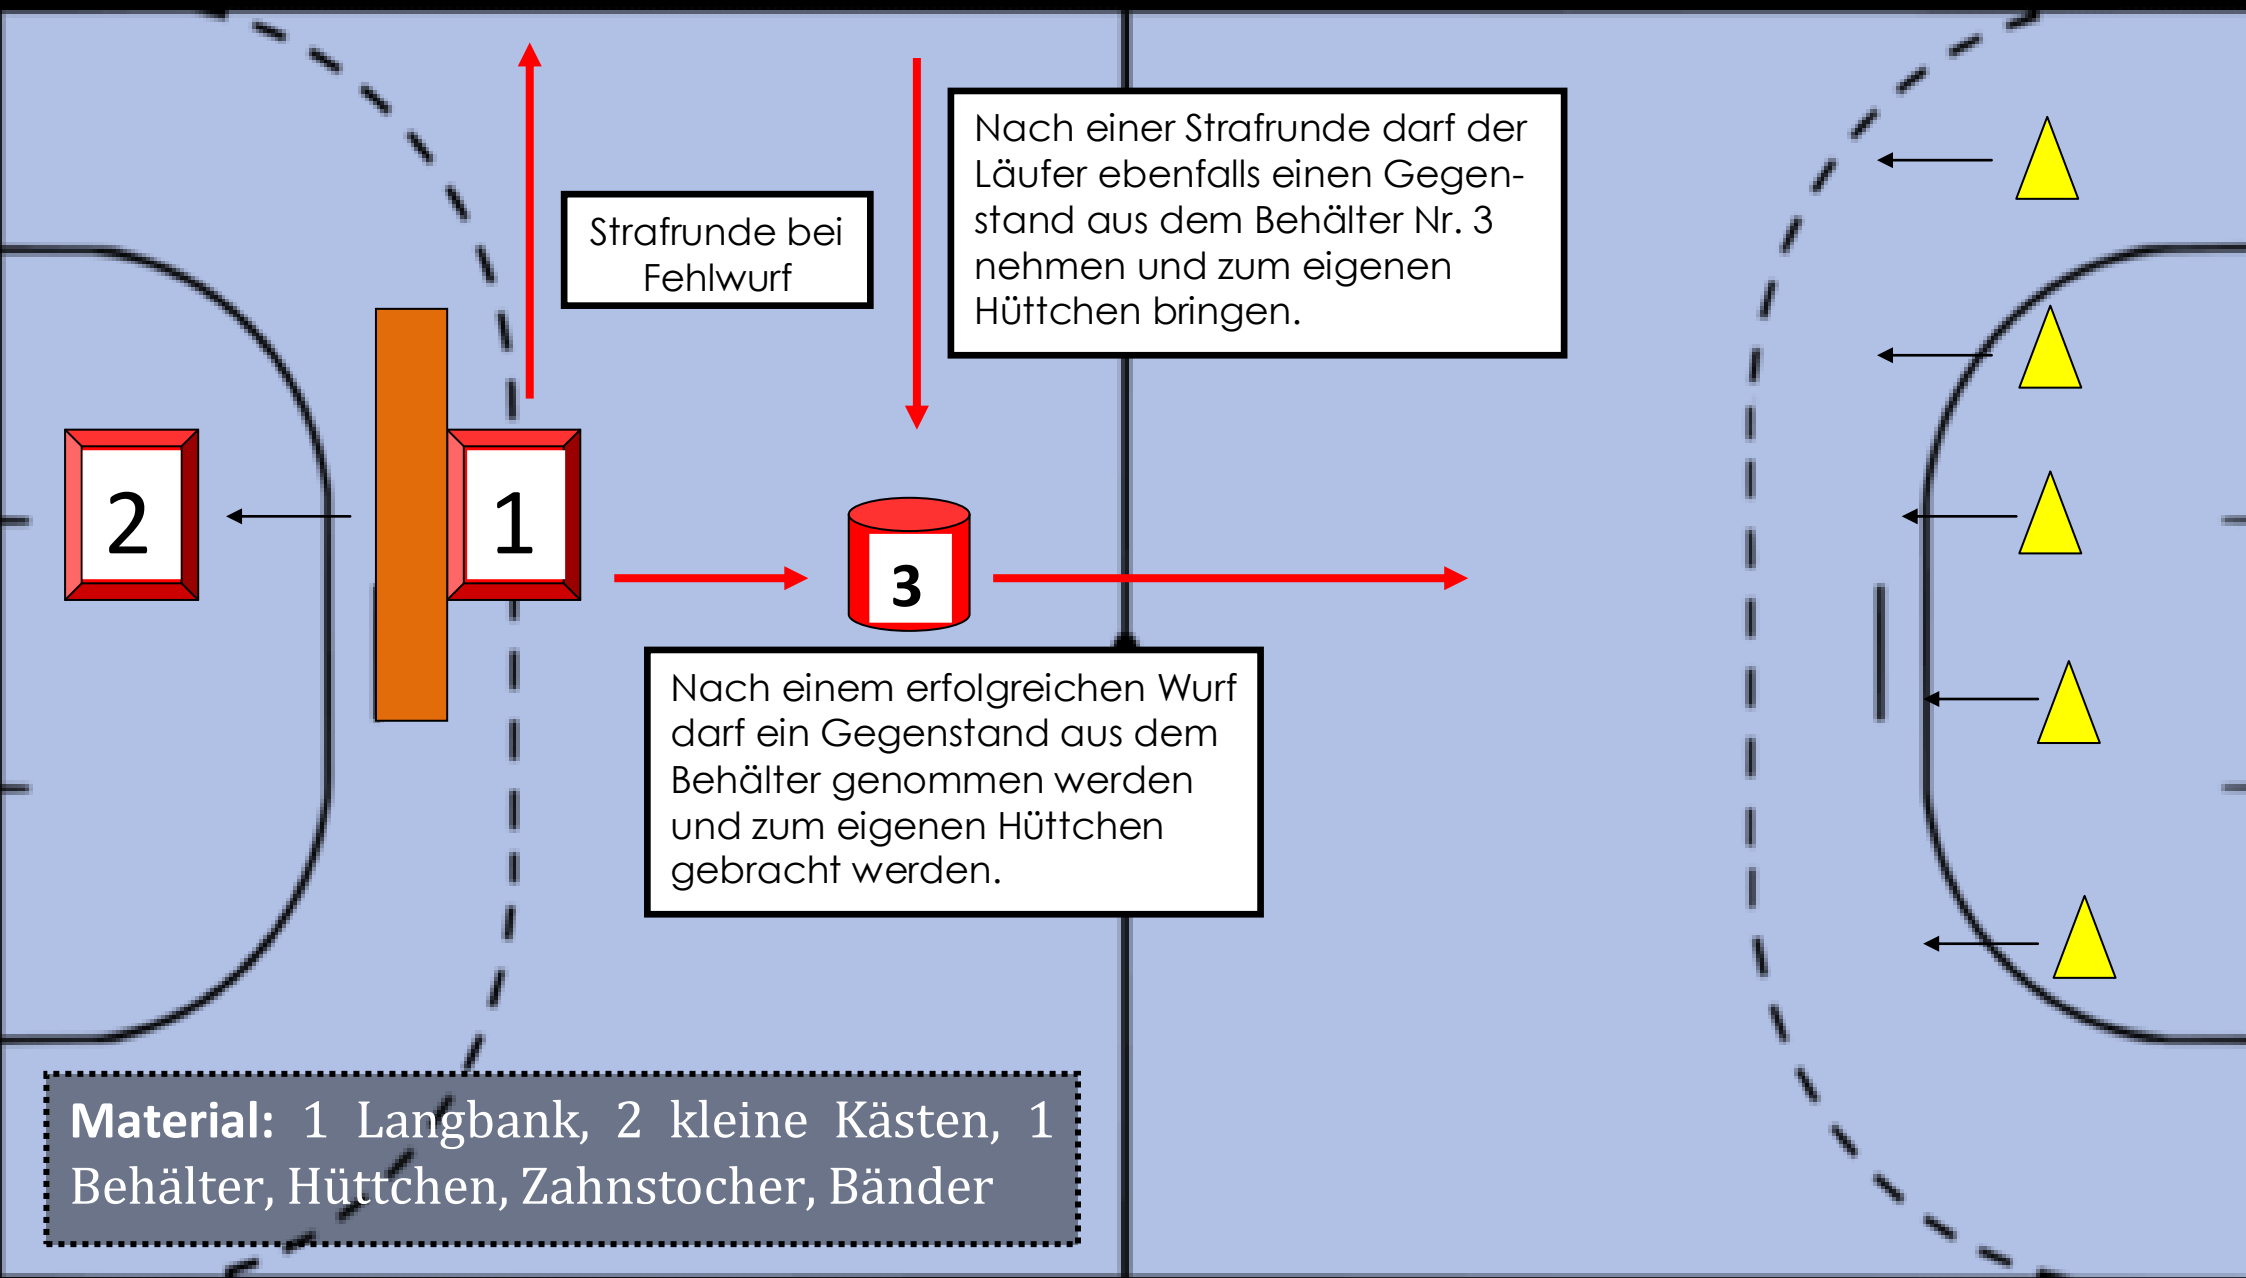 Nach einer Strafrunde darf der
Läufer ebenfalls einen Gegen-
stand aus dem Behälter Nr. 3
nehmen und zum eigenen
Hüttchen bringen.
Strafrunde bei
Fehlwurf
2
1
3
Nach einem erfolgreichen Wurf
darf ein Gegenstand aus dem
Behälter genommen werden
und zum eigenen Hüttchen
gebracht werden.
Material: 1 Langbank, 2 kleine Kästen, 1
Behälter, Hüttchen, Zahnstocher, Bänder